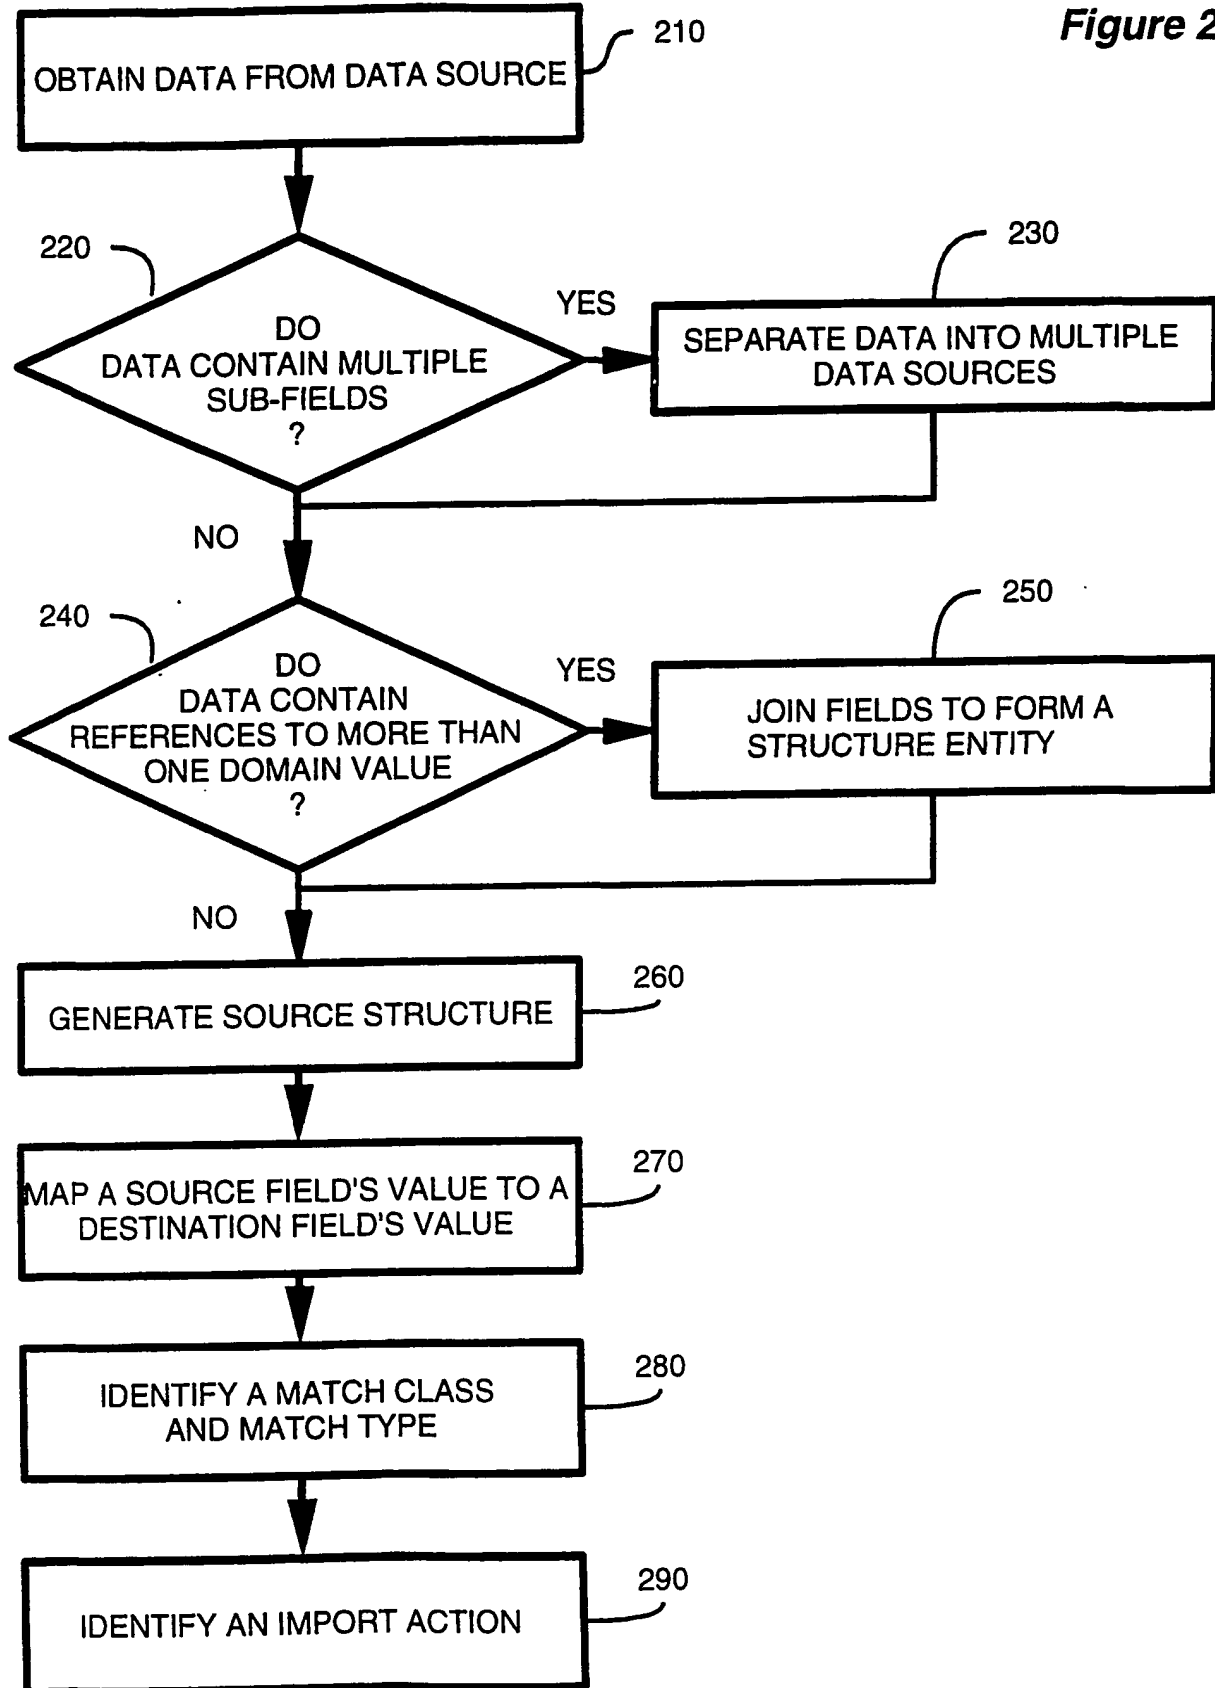 Figure 2
210
OBTAIN DATA FROM DATA SOURCE
220
DO
DATA CONTAIN MULTIPLE
SUB-FIELDS
?
YES
230
SEPARATE DATA INTO MULTIPLE
DATA SOURCES
NO
240
DO
DATA CONTAIN
REFERENCES TO MORE THAN
ONE DOMAIN VALUE
?
YES
250
JOIN FIELDS TO FORM A
STRUCTURE ENTITY
NO
260
GENERATE SOURCE STRUCTURE
270
MAP A SOURCE FIELD'S VALUE TO A
DESTINATION FIELD'S VALUE
280
IDENTIFY A MATCH CLASS
AND MATCH TYPE
290
IDENTIFY AN IMPORT ACTION